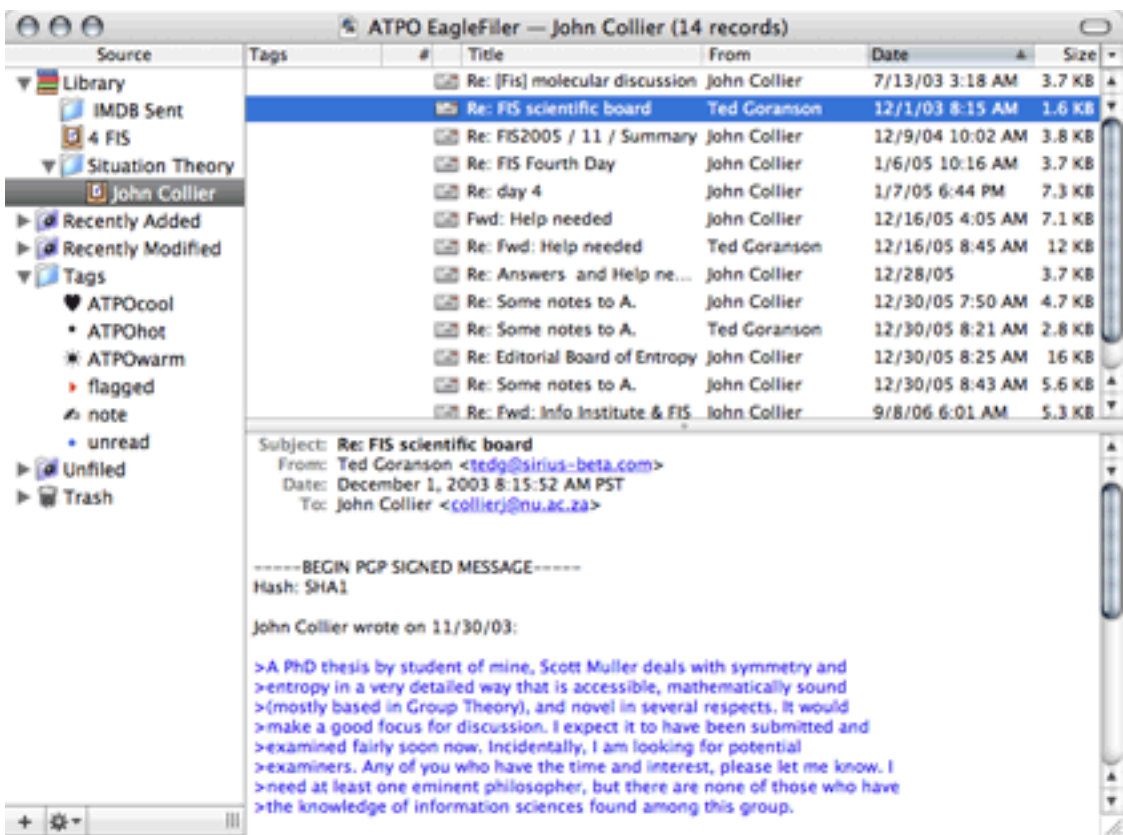 ATPO EagleFiler — John Collier (14 records)
Source Tags # Title From Date Size
Library
IMDB Sent
4 FIS
Situation Theory
John Collier
Recently Added
Recently Modified
Tags
ATPOcool
ATPOhot
ATPOwarm
flagged
note
unread
Unfiled
Trash
Re: [Fis] molecular discussion John Collier 7/13/03 3:18 AM 3.7 KB
Re: FIS scientific board Ted Goranson 12/1/03 8:15 AM 1.6 KB
Re: FIS2005 / 11 / Summary John Collier 12/9/04 10:02 AM 3.8 KB
Re: FIS Fourth Day John Collier 1/6/05 10:16 AM 3.7 KB
Re: day 4 John Collier 1/7/05 6:44 PM 7.3 KB
Fwd: Help needed John Collier 12/16/05 4:05 AM 7.1 KB
Re: Fwd: Help needed Ted Goranson 12/16/05 8:45 AM 12 KB
Re: Answers and Help ne... John Collier 12/28/05 3.7 KB
Re: Some notes to A. John Collier 12/30/05 7:50 AM 4.7 KB
Re: Some notes to A. Ted Goranson 12/30/05 8:21 AM 2.8 KB
Re: Editorial Board of Entropy John Collier 12/30/05 8:25 AM 16 KB
Re: Some notes to A. John Collier 12/30/05 8:43 AM 5.6 KB
Re: Fwd: Info Institute & FIS John Collier 9/8/06 6:01 AM 5.3 KB
Subject: Re: FIS scientific board
From: Ted Goranson <tedg@sirius-beta.com>
Date: December 1, 2003 8:15:52 AM PST
To: John Collier <collierj@nu.ac.za>
-----BEGIN PGP SIGNED MESSAGE-----
Hash: SHA1
John Collier wrote on 11/30/03:
>A PhD thesis by student of mine, Scott Muller deals with symmetry and
>entropy in a very detailed way that is accessible, mathematically sound
>(mostly based in Group Theory), and novel in several respects. It would
>make a good focus for discussion. I expect it to have been submitted and
>examined fairly soon now. Incidentally, I am looking for potential
>examiners. Any of you who have the time and interest, please let me know. I
>need at least one eminent philosopher, but there are none of those who have
>the knowledge of information sciences found among this group.